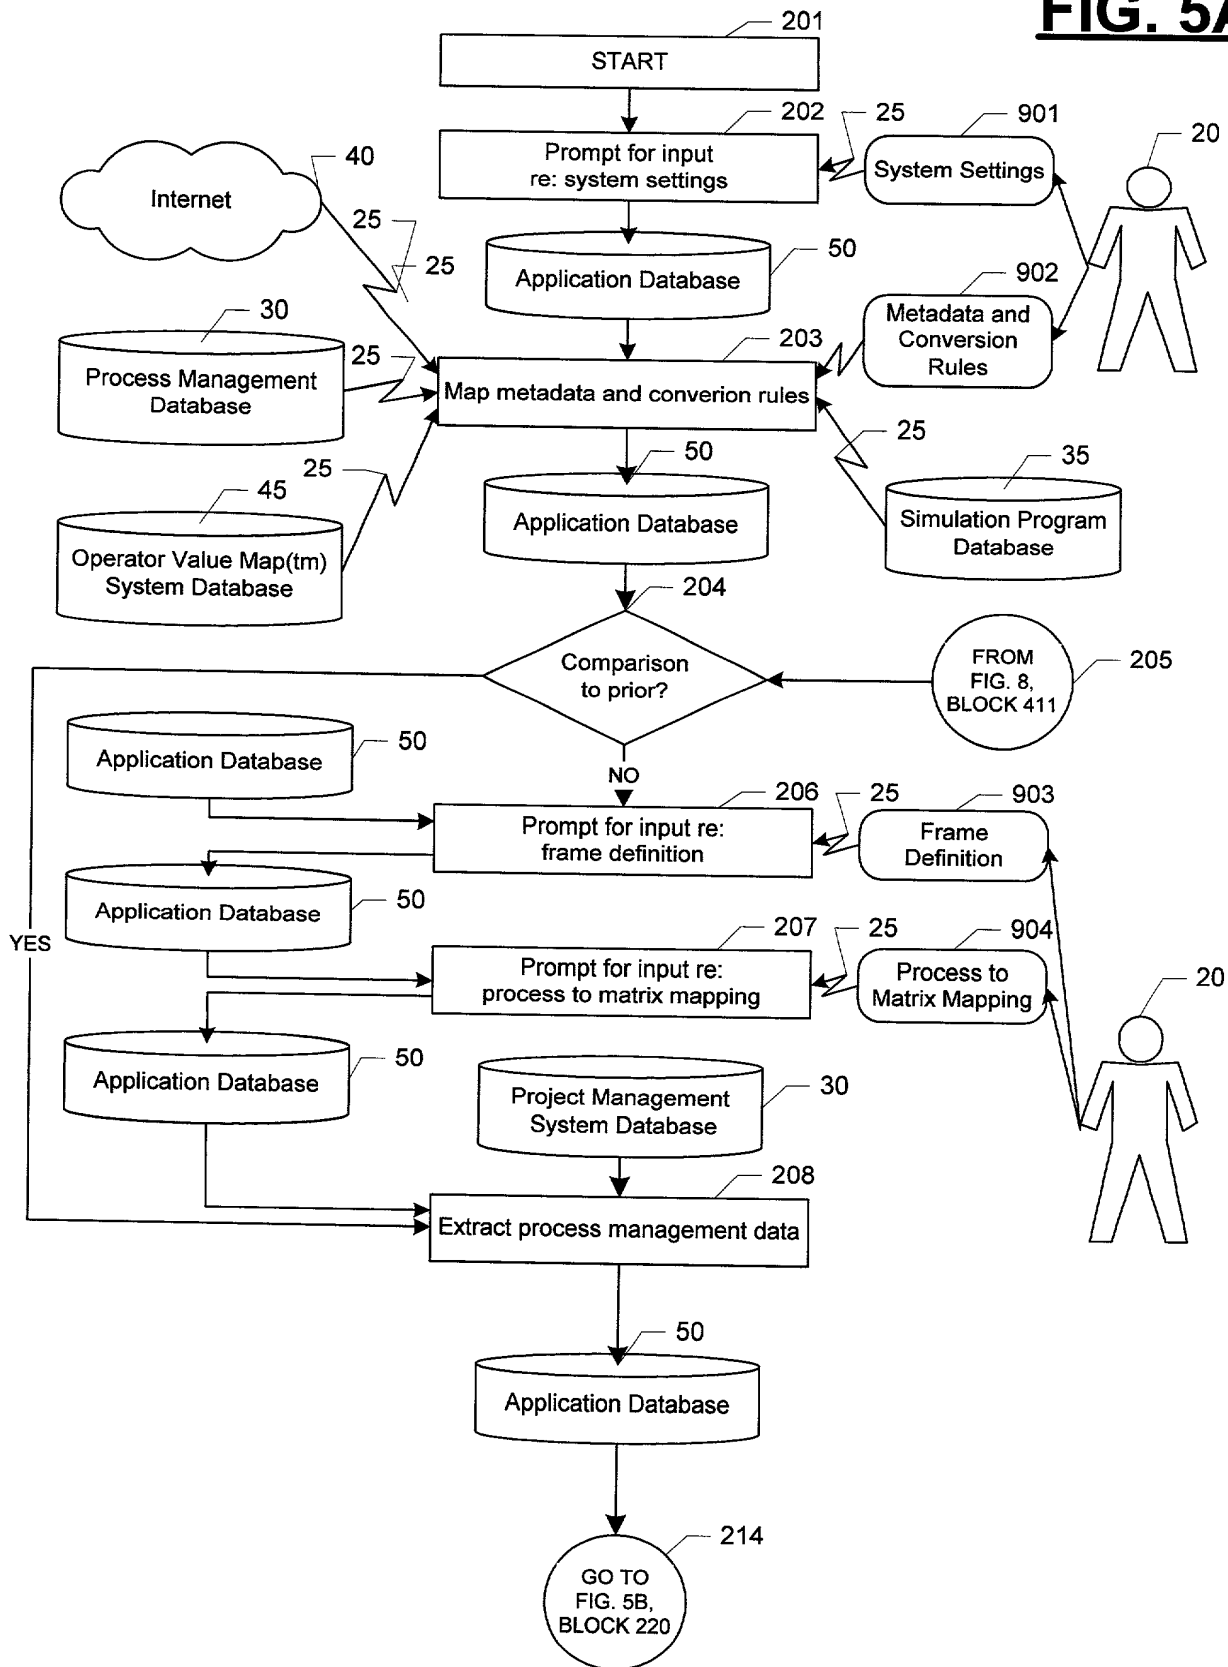 FIG. 5A
201
START
202
25
901
20
Prompt for input
re: system settings
System Settings
40
Internet
25
25
50
Application Database
902
Metadata and
Conversion
Rules
30
203
25
Process Management
Database
Map metadata and converion rules
25
50
25
35
45
Application Database
Simulation Program
Database
Operator Value Map(tm)
System Database
204
Comparison
to prior?
FROM
FIG. 8,
BLOCK 411
205
50
Application Database
NO
206
25
903
Prompt for input re:
frame definition
Frame
Definition
50
Application Database
YES
207
25
904
Prompt for input re:
process to matrix mapping
Process to
Matrix Mapping
20
50
Application Database
30
Project Management
System Database
208
Extract process management data
50
Application Database
214
GO TO
FIG. 5B,
BLOCK 220